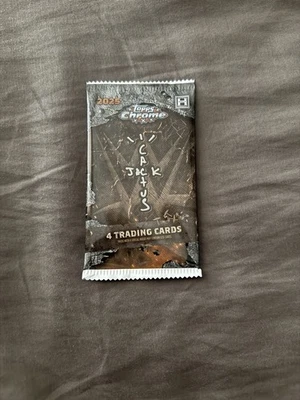 2025
Topps
Chrome
H
CACTUS
JACK
4 TRADING CARDS